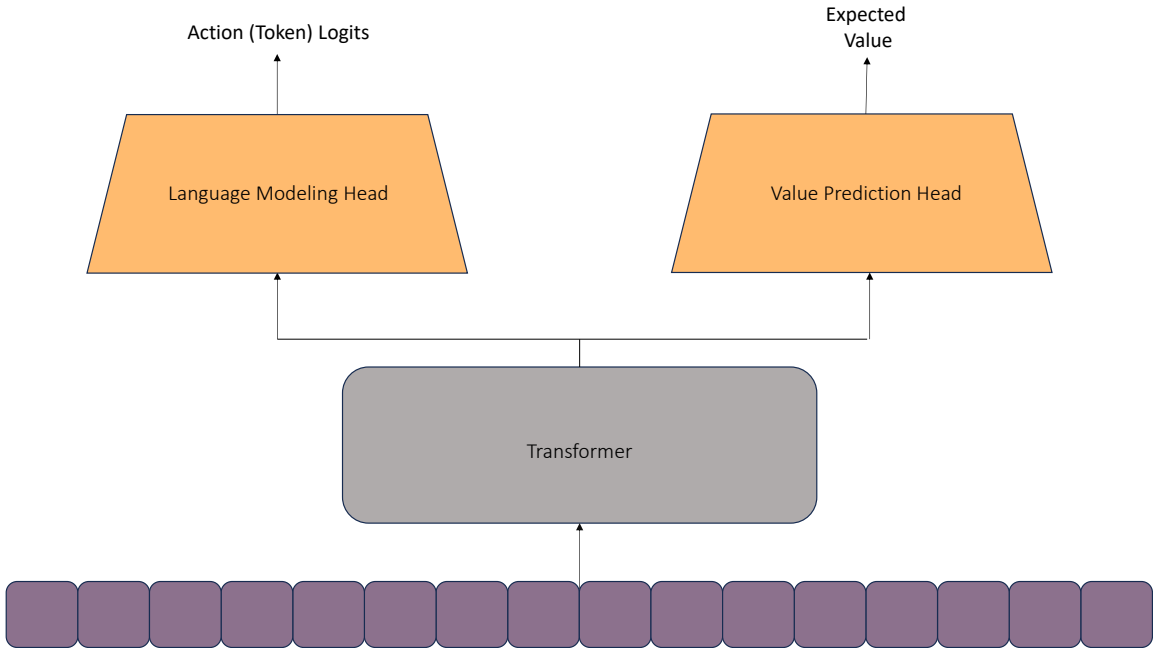 Action (Token) Logits
Expected
Value
Language Modeling Head
Value Prediction Head
Transformer